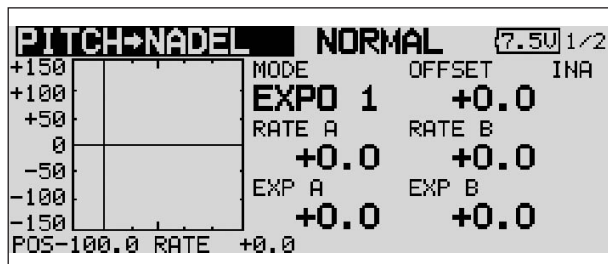 PITCH➔NADEL NORMAL 7.5V 1/2
+150 MODE OFFSET INA
+100 EXPO 1 +0.0
+50 RATE A RATE B
0 +0.0 +0.0
-50 EXP A EXP B
-100 +0.0 +0.0
-150
POS-100.0 RATE +0.0